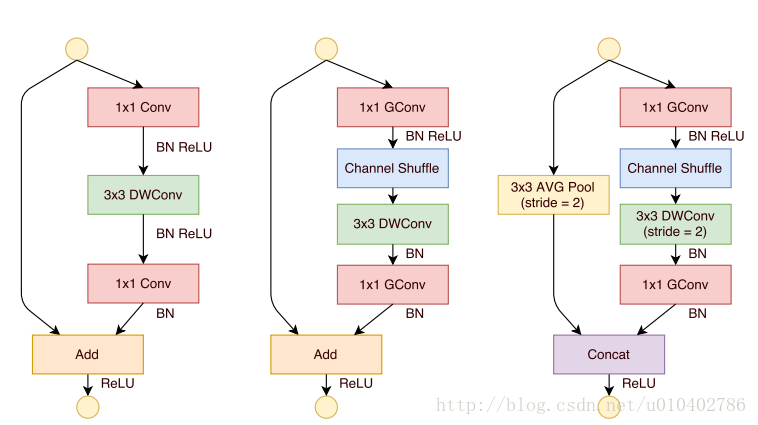 1x1 Conv
BN ReLU
3x3 DWConv
BN ReLU
1x1 Conv
BN
Add
ReLU
1x1 GConv
BN ReLU
Channel Shuffle
3x3 DWConv
BN
1x1 GConv
BN
Add
ReLU
3x3 AVG Pool
(stride = 2)
1x1 GConv
BN ReLU
Channel Shuffle
3x3 DWConv
(stride = 2)
BN
1x1 GConv
BN
Concat
ReLU
http://blog.csdn.net/u010402786